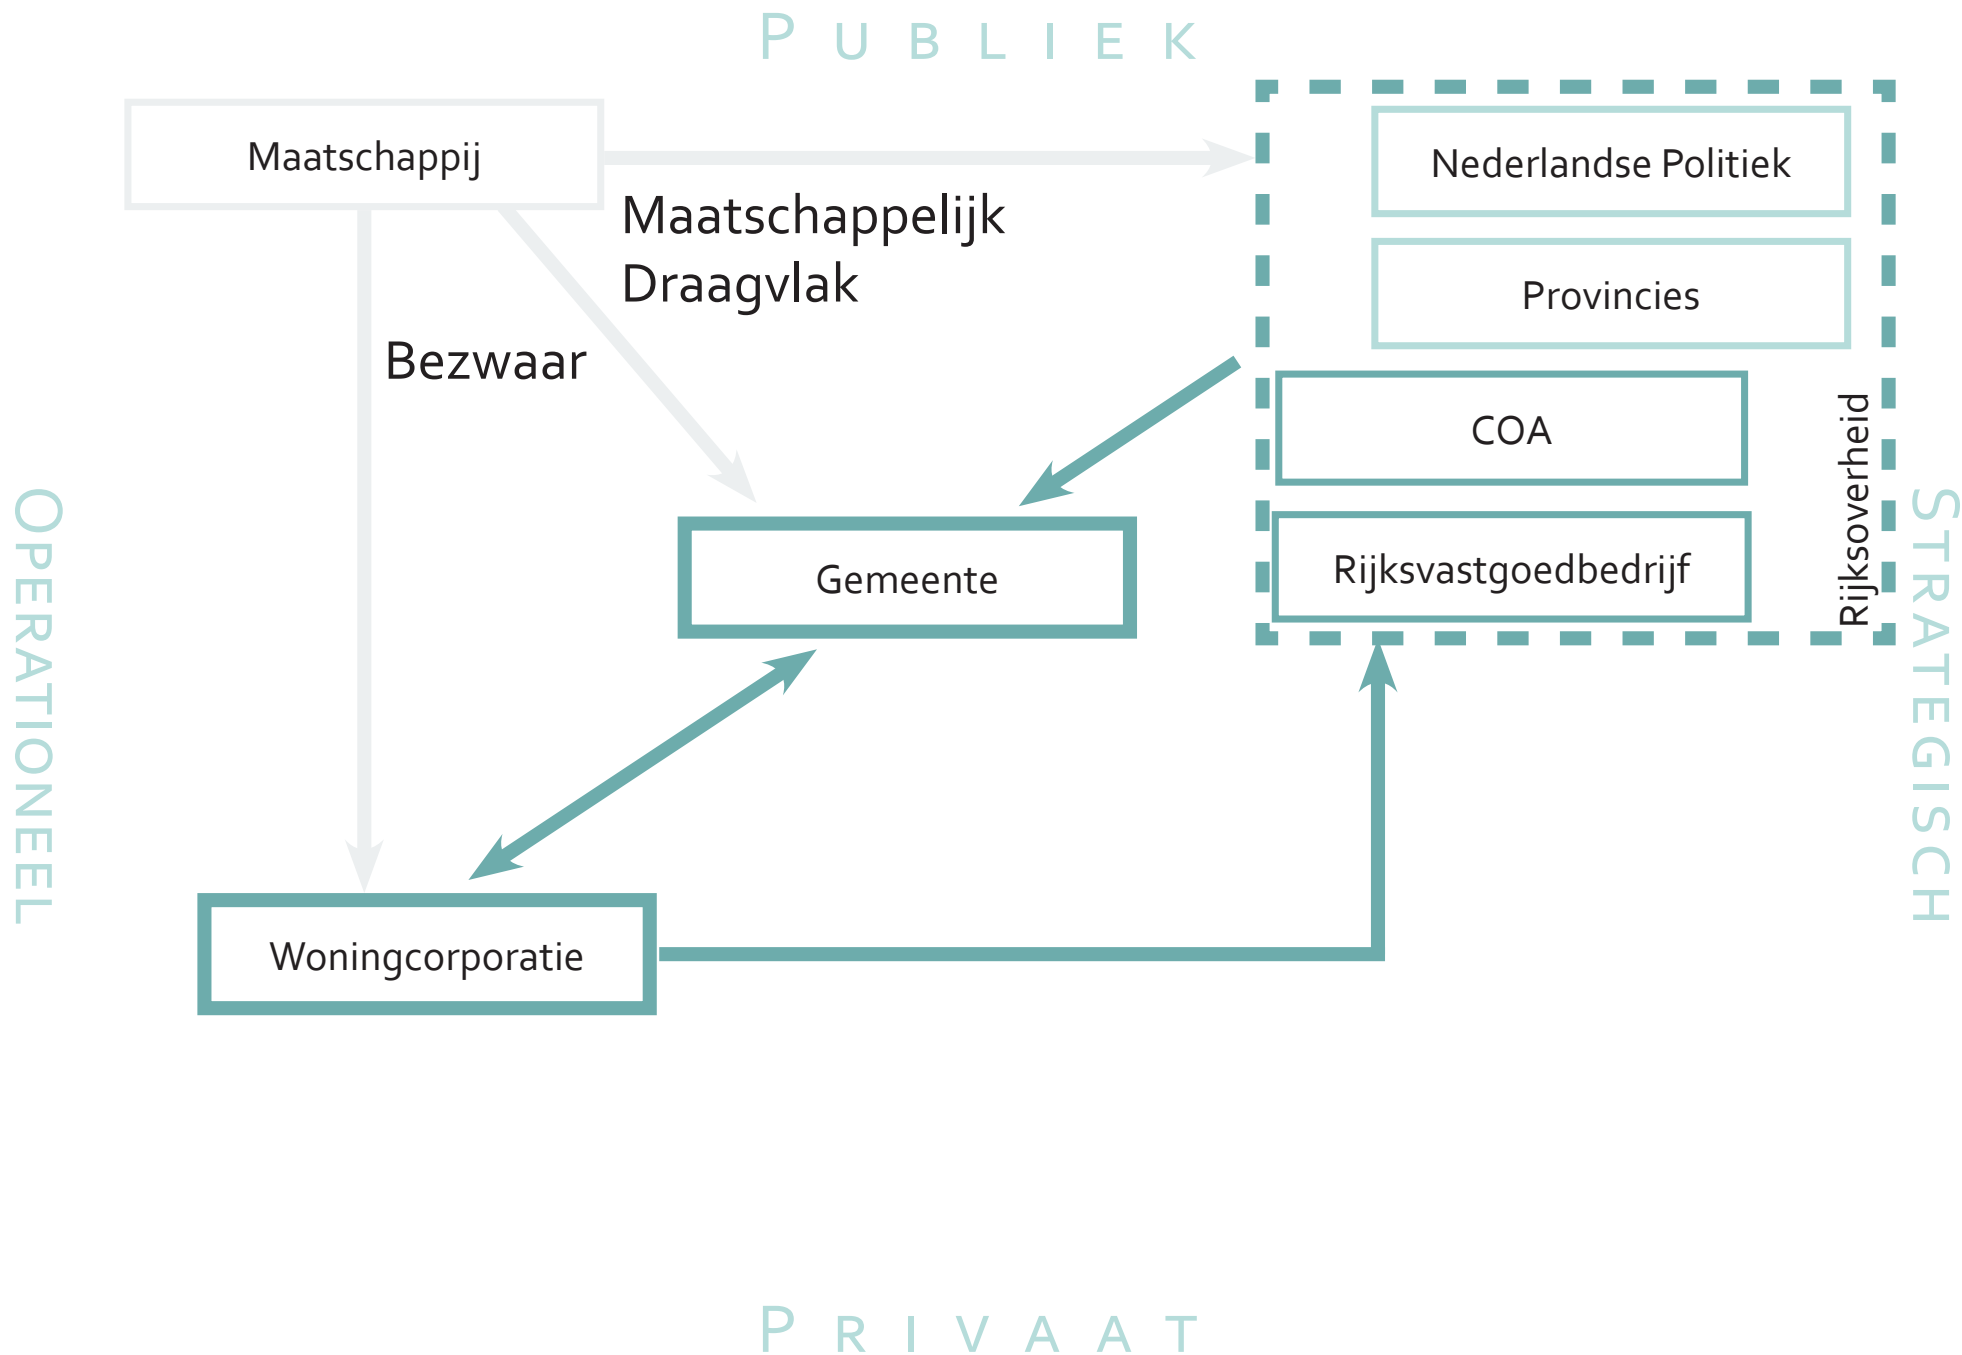 PUBLIEK
Maatschappij
Nederlandse Politiek
Maatschappelijk
Draagvlak
Provincies
Bezwaar
COA
Rijksoverheid
Gemeente
Rijksvastgoedbedrijf
OPERATIONEEL
STRATEGISCH
Woningcorporatie
PRIVAAT